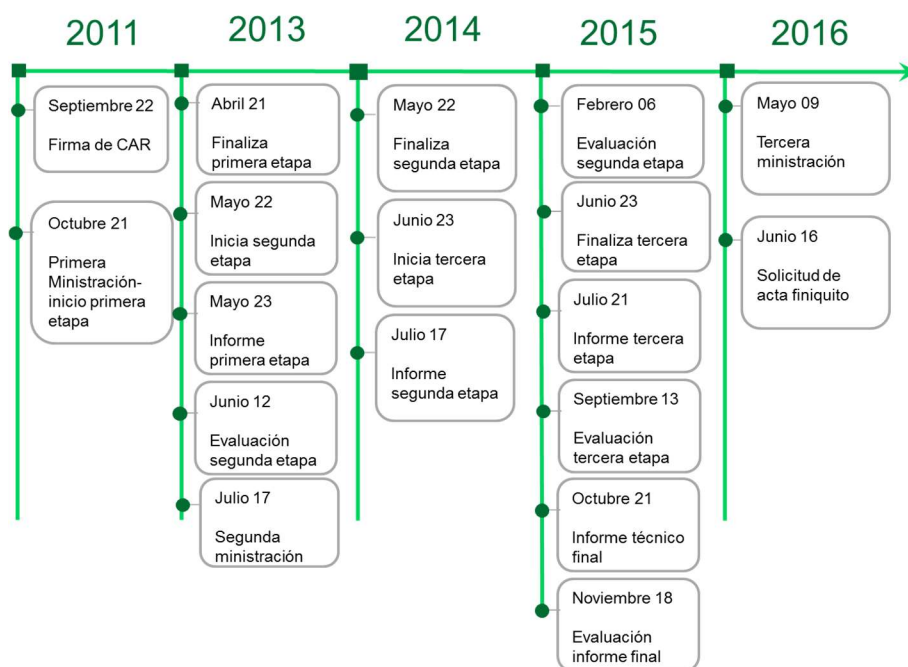 2011
2013
2014
2015
2016
Septiembre 22
Firma de CAR
Octubre 21
Primera
Ministración-
inicio primera
etapa
Abril 21
Finaliza
primera etapa
Mayo 22
Inicia segunda
etapa
Mayo 23
Informe
primera etapa
Junio 12
Evaluación
segunda etapa
Julio 17
Segunda
ministración
Mayo 22
Finaliza
segunda etapa
Junio 23
Inicia tercera
etapa
Julio 17
Informe
segunda etapa
Febrero 06
Evaluación
segunda etapa
Junio 23
Finaliza tercera
etapa
Julio 21
Informe tercera
etapa
Septiembre 13
Evaluación
tercera etapa
Octubre 21
Informe técnico
final
Noviembre 18
Evaluación
informe final
Mayo 09
Tercera
ministración
Junio 16
Solicitud de
acta finiquito